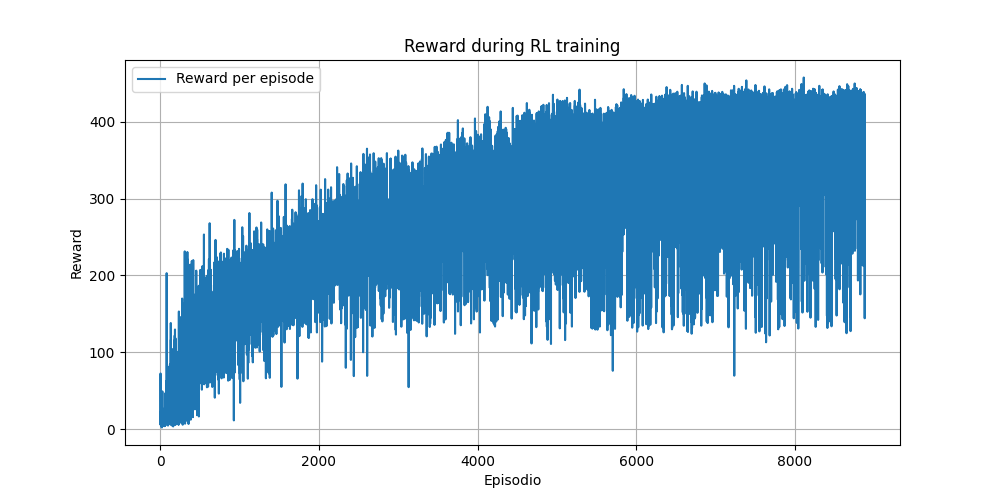 Reward during RL training
Reward per episode
400
300
200
100
0
Reward
0 2000 4000 6000 8000
Episodio